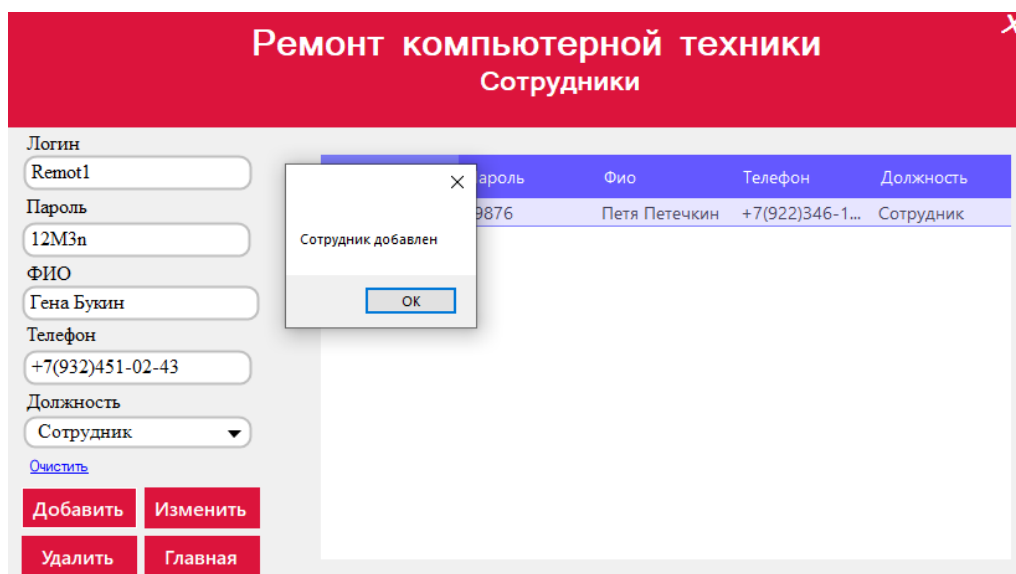 Ремонт компьютерной техники
Сотрудники
Логин
Remot1
Пароль
12М3n
ФИО
Гена Букин
Телефон
+7(932)451-02-43
Должность
Сотрудник
Очистить
Добавить Изменить
Удалить Главная
Сотрудник добавлен
OK
ароль Фио Телефон Должность
9876 Петя Петечкин +7(922)346-1... Сотрудник